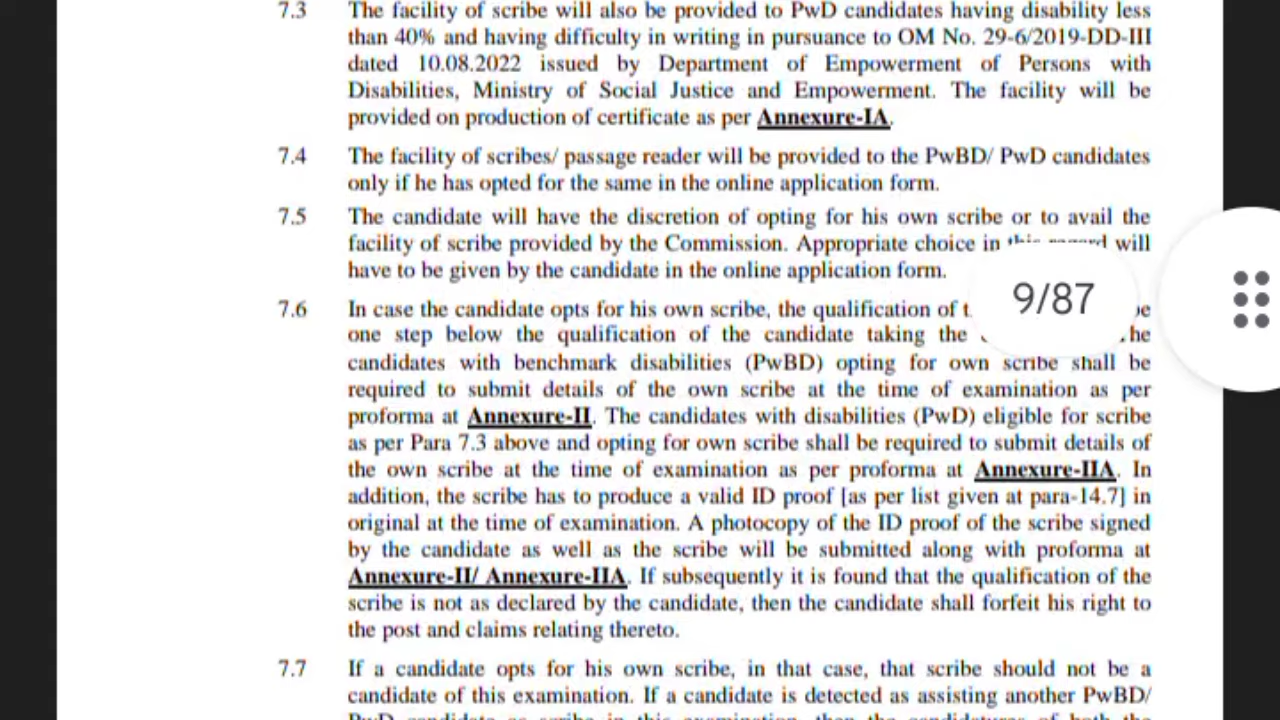 7.3 The facility of scribe will also be provided to PwD candidates having disability less
than 40% and having difficulty in writing in pursuance to OM No. 29-6/2019-DD-III
dated 10.08.2022 issued by Department of Empowerment of Persons with
Disabilities, Ministry of Social Justice and Empowerment. The facility will be
provided on production of certificate as per Annexure-IA.
7.4 The facility of scribes/ passage reader will be provided to the PwBD/ PwD candidates
only if he has opted for the same in the online application form.
7.5 The candidate will have the discretion of opting for his own scribe or to avail the
facility of scribe provided by the Commission. Appropriate choice in will
have to be given by the candidate in the online application form.
9/87
7.6 In case the candidate opts for his own scribe, the qualification of
one step below the qualification of the candidate taking the
candidates with benchmark disabilities (PwBD) opting for own scribe shall be
required to submit details of the own scribe at the time of examination as per
proforma at Annexure-II. The candidates with disabilities (PwD) eligible for scribe
as per Para 7.3 above and opting for own scribe shall be required to submit details of
the own scribe at the time of examination as per proforma at Annexure-IIA. In
addition, the scribe has to produce a valid ID proof [as per list given at para-14.7] in
original at the time of examination. A photocopy of the ID proof of the scribe signed
by the candidate as well as the scribe will be submitted along with proforma at
Annexure-II/ Annexure-IIA. If subsequently it is found that the qualification of the
scribe is not as declared by the candidate, then the candidate shall forfeit his right to
the post and claims relating thereto.
7.7 If a candidate opts for his own scribe, in that case, that scribe should not be a
candidate of this examination. If a candidate is detected as assisting another PwBD/